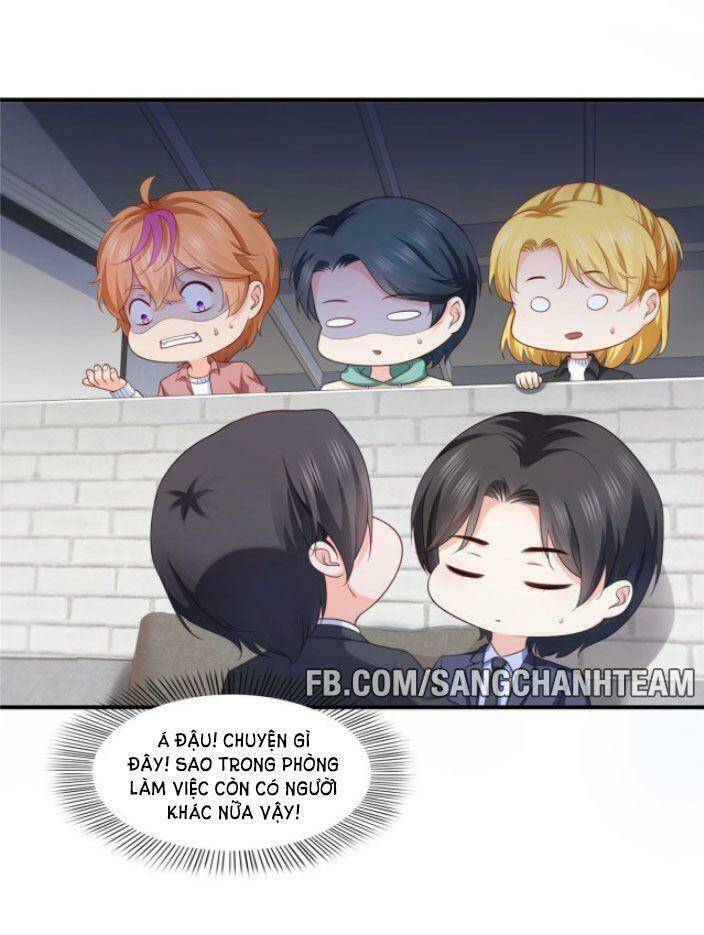 FB.COM/SANGCHANHTEAM
Á ĐẬU! CHUYỆN GÌ
ĐÂY! SAO TRONG PHÒNG
LÀM VIỆC CÒN CÓ NGƯỜI
KHÁC NỮA VẬY!